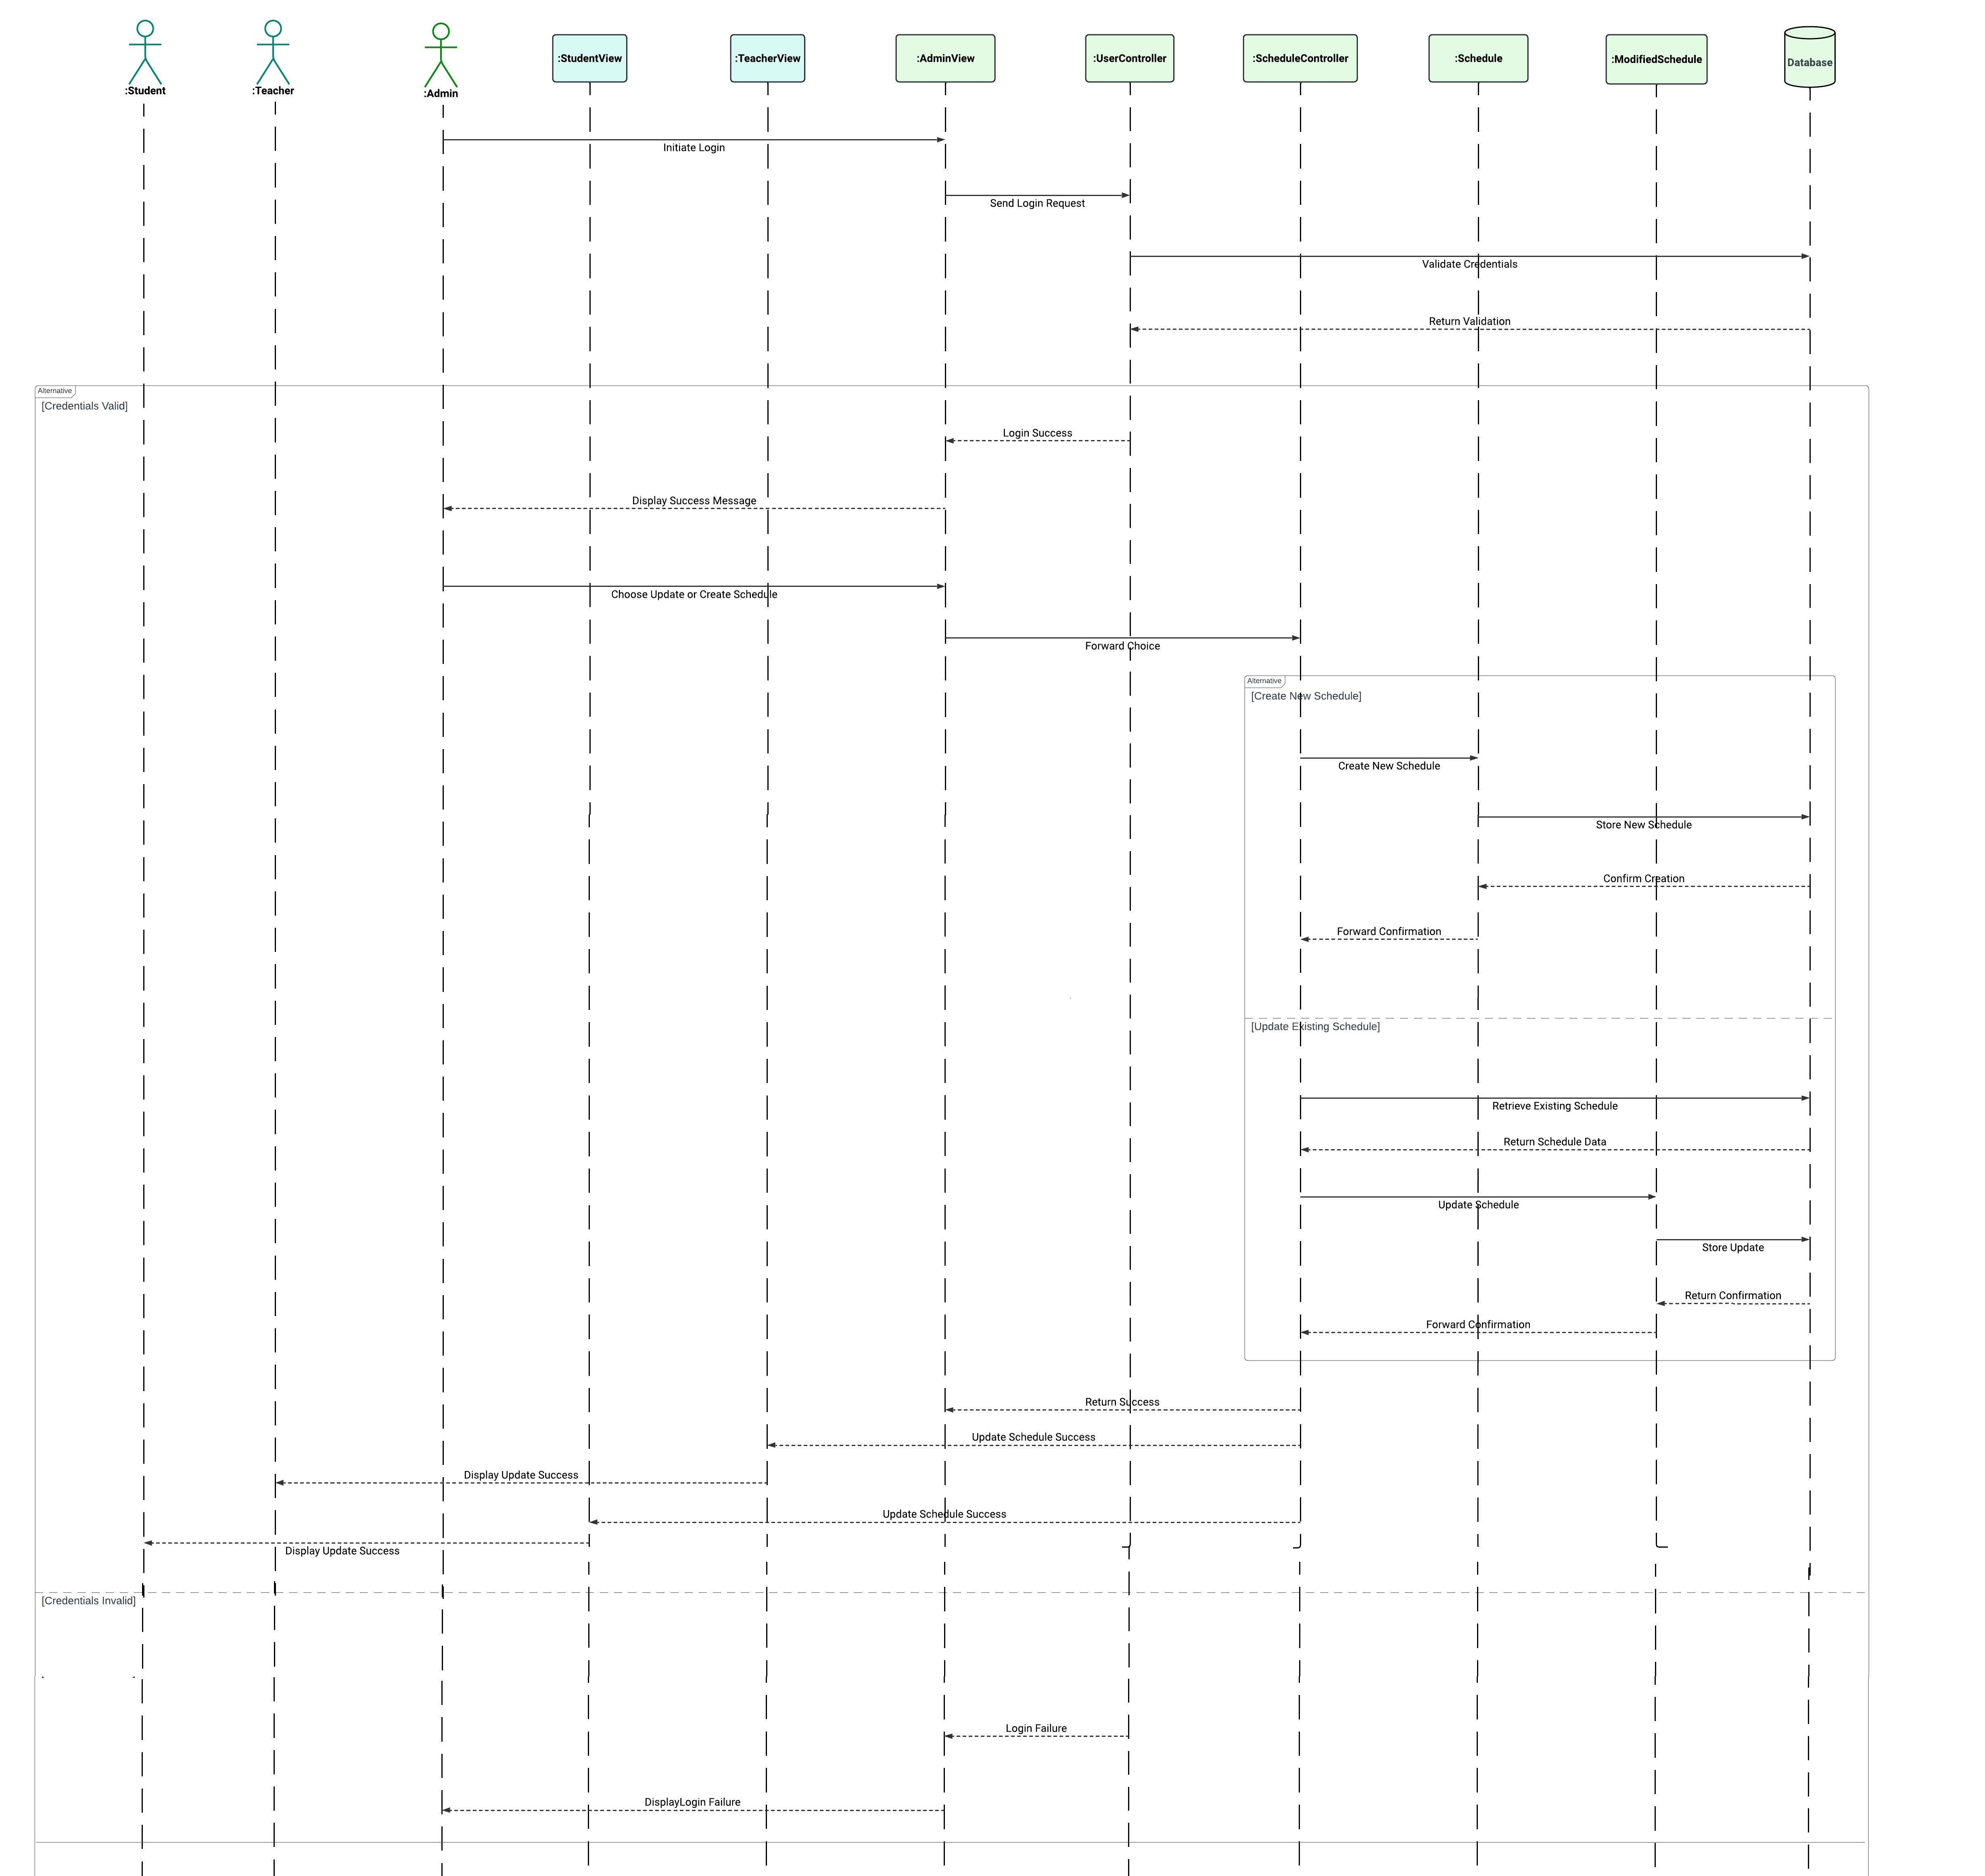 :Student
:Teacher
:Admin
:StudentView
:TeacherView
:AdminView
:UserController
:ScheduleController
:Schedule
:ModifiedSchedule
Database
Initiate Login
Send Login Request
Validate Credentials
Return Validation
Alternative
[Credentials Valid]
Login Success
Display Success Message
Choose Update or Create Schedule
Forward Choice
Alternative
[Create New Schedule]
Create New Schedule
Store New Schedule
Confirm Creation
Forward Confirmation
[Update Existing Schedule]
Retrieve Existing Schedule
Return Schedule Data
Update Schedule
Store Update
Return Confirmation
Forward Confirmation
Return Success
Update Schedule Success
Display Update Success
Update Schedule Success
Display Update Success
[Credentials Invalid]
Login Failure
DisplayLogin Failure